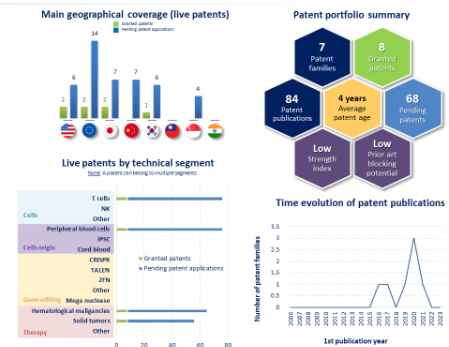 Main geographical coverage (live patents)
Granted patents
Pending patent applications
14
7
7
6
6
4
2
2
2
1
Patent portfolio summary
7
Patent
families
8
Granted
patents
84
Patent
publications
4 years
Average
patent age
68
Pending
patents
Low
Strength
index
Low
Prior art
blocking
potential
Live patents by technical segment
Note: A patent can belong to multiple segments
T cells
NK
Other
Cells
Peripheral blood cells
iPSC
Cord blood
Cells origin
CRISPR
TALEN
ZFN
Other
Gene editing
Mega nuclease
Hematological maligancies
Solid tumors
Other
Therapy
Granted patents
Pending patent applications
0
20
40
60
80
Time evolution of patent publications
Number of patent families
3.5
3
2.5
2
1.5
1
0.5
0
2006
2007
2008
2009
2010
2011
2012
2013
2014
2015
2016
2017
2018
2019
2020
2021
2022
2023
1st publication year